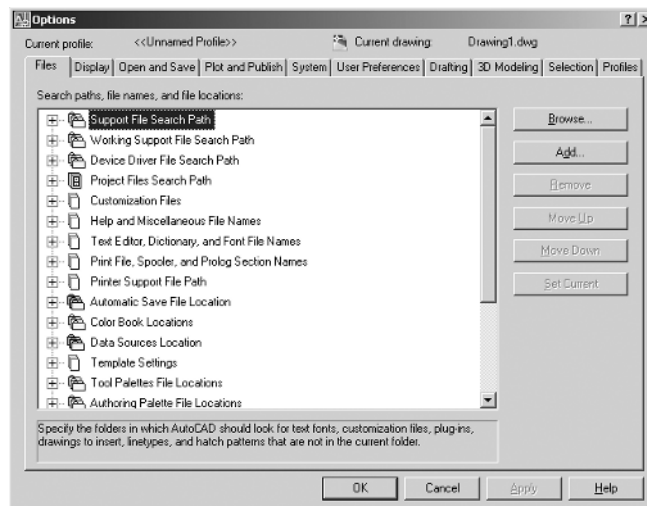 Options
Current profile: <<Unnamed Profile>> Current drawing: Drawing1.dwg
Files Display Open and Save Plot and Publish System User Preferences Drafting 3D Modeling Selection Profiles
Search paths, file names, and file locations:
Support File Search Path
Working Support File Search Path
Device Driver File Search Path
Project Files Search Path
Customization Files
Help and Miscellaneous File Names
Text Editor, Dictionary, and Font File Names
Print File, Spooler, and Prolog Section Names
Printer Support File Path
Automatic Save File Location
Color Book Locations
Data Sources Location
Template Settings
Tool Palettes File Locations
Authoring Palette File Locations
Browse...
Add...
Remove
Move Up
Move Down
Set Current
Specify the folders in which AutoCAD should look for text fonts, customization files, plug-ins,
drawings to insert, linetypes, and hatch patterns that are not in the current folder.
OK Cancel Apply Help